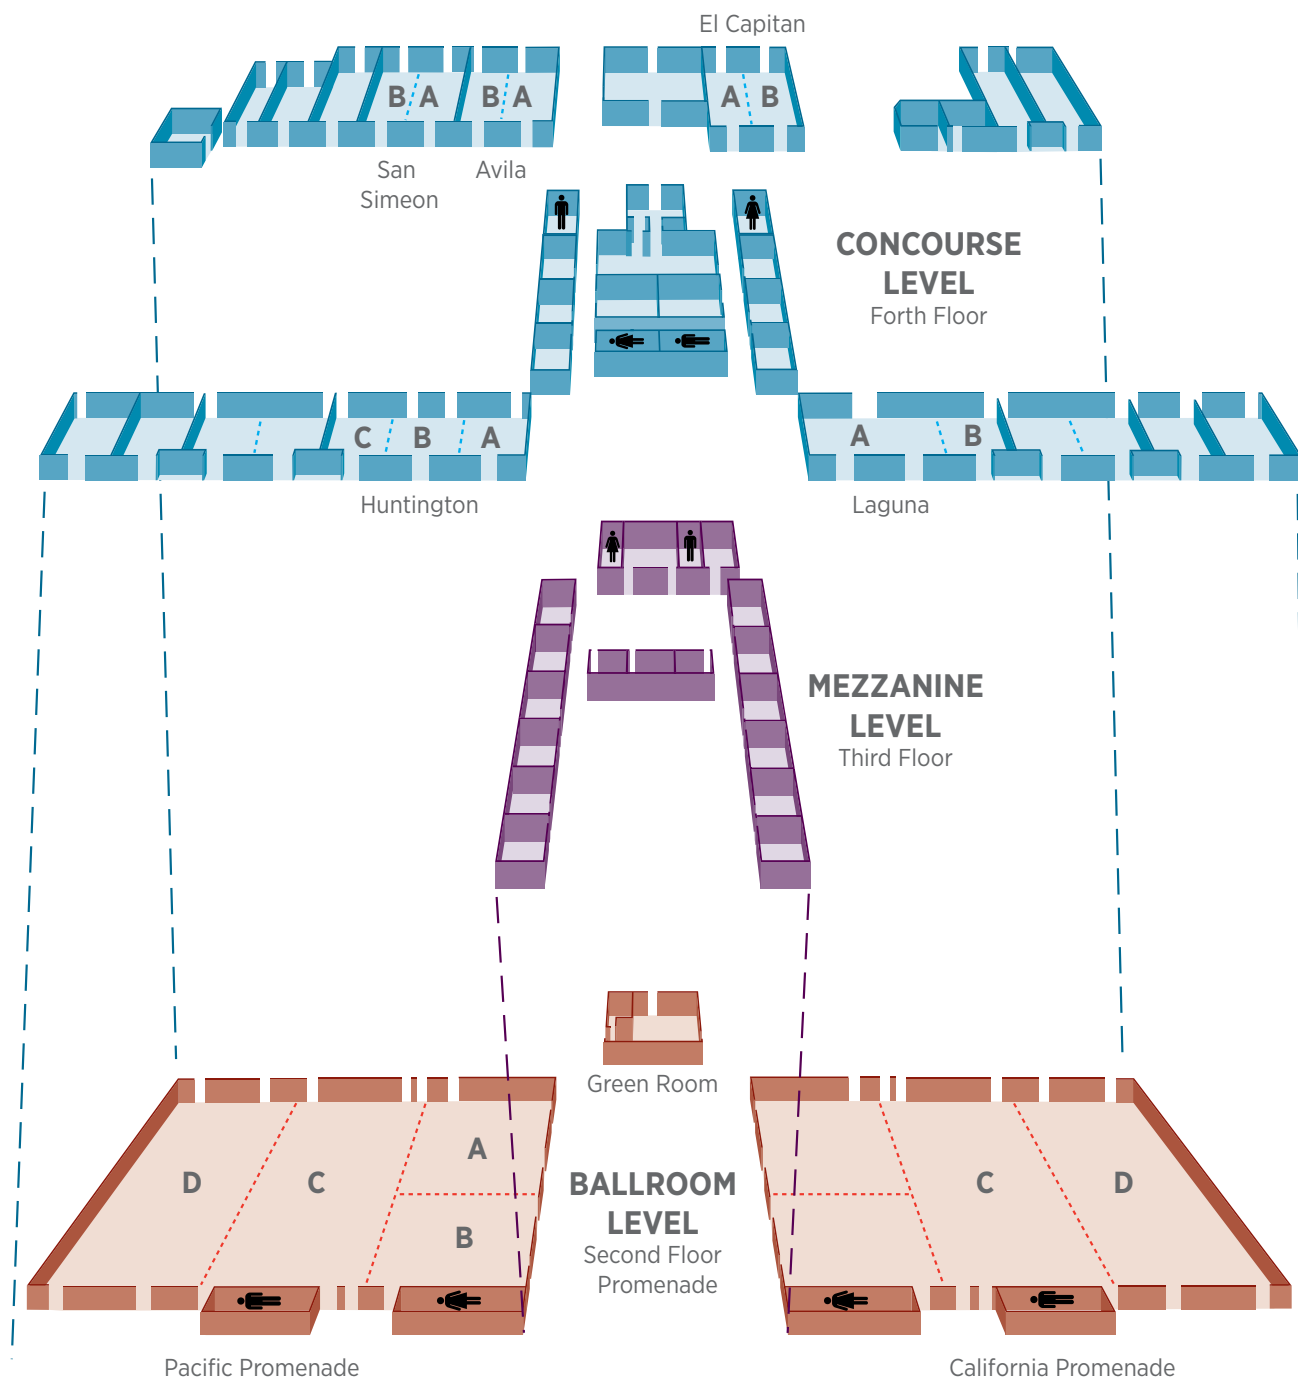 El Capitan
B A B A A B
San
Simeon
Avila
CONCOURSE
LEVEL
Forth Floor
C B A A B
Huntington
Laguna
MEZZANINE
LEVEL
Third Floor
Green Room
A
D C C D
B
BALLROOM
LEVEL
Second Floor
Promenade
Pacific Promenade
California Promenade